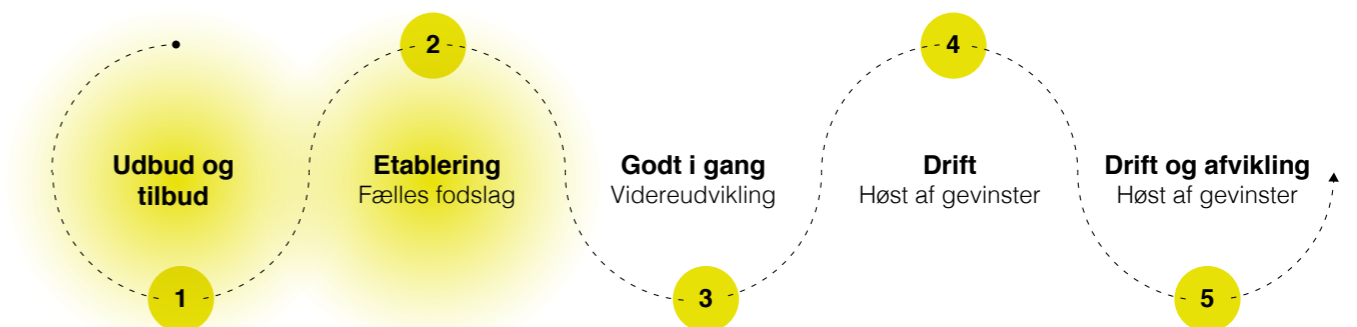 2
4
Udbud og
tilbud
Etablering
Fælles fodslag
Godt i gang
Videreudvikling
Drift
Høst af gevinster
Drift og afvikling
Høst af gevinster
1
3
5